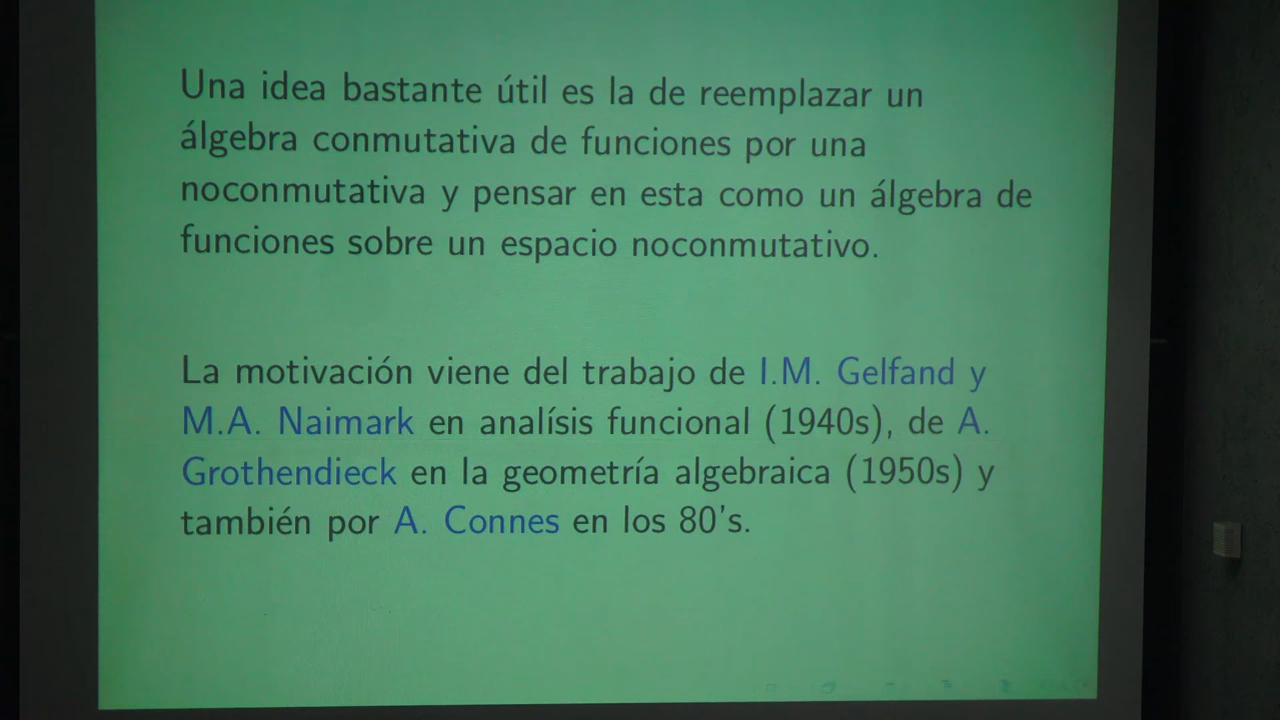 Una idea bastante útil es la de reemplazar un
álgebra conmutativa de funciones por una
noconmutativa y pensar en esta como un álgebra de
funciones sobre un espacio noconmutativo.
La motivación viene del trabajo de I.M. Gelfand y
M.A. Naimark en analísis funcional (1940s), de A.
Grothendieck en la geometría algebraica (1950s) y
también por A. Connes en los 80's.